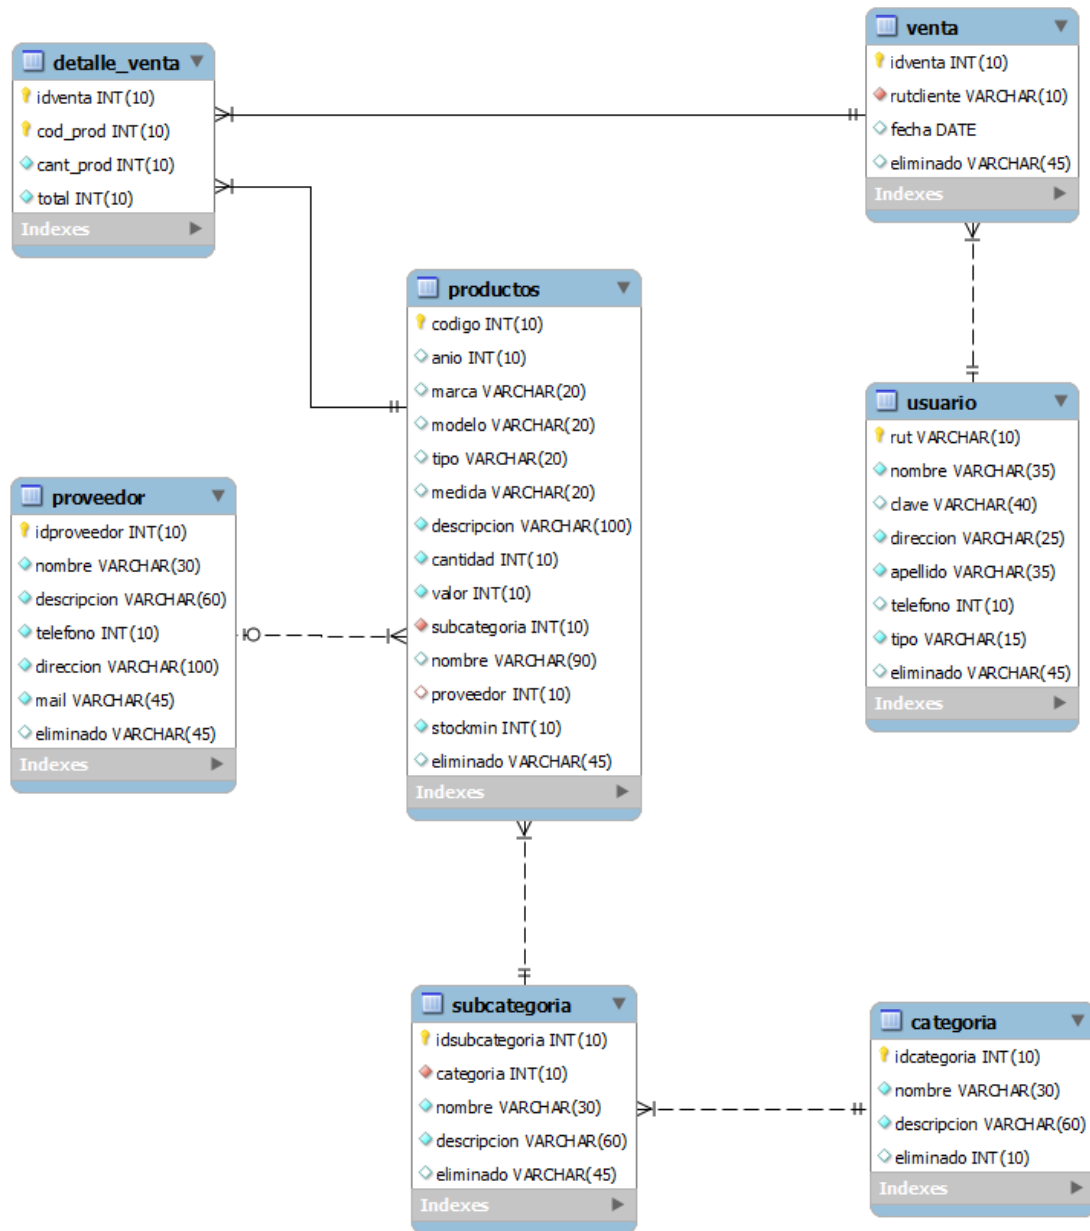 detalle_venta
idventa INT(10)
cod_prod INT(10)
cant_prod INT(10)
total INT(10)
Indexes
venta
idventa INT(10)
rutcliente VARCHAR(10)
fecha DATE
eliminado VARCHAR(45)
Indexes
productos
codigo INT(10)
anio INT(10)
marca VARCHAR(20)
modelo VARCHAR(20)
tipo VARCHAR(20)
medida VARCHAR(20)
descripcion VARCHAR(100)
cantidad INT(10)
valor INT(10)
subcategoria INT(10)
nombre VARCHAR(90)
proveedor INT(10)
stockmin INT(10)
eliminado VARCHAR(45)
Indexes
usuario
rut VARCHAR(10)
nombre VARCHAR(35)
clave VARCHAR(40)
direccion VARCHAR(25)
apellido VARCHAR(35)
telefono INT(10)
tipo VARCHAR(15)
eliminado VARCHAR(45)
Indexes
proveedor
idproveedor INT(10)
nombre VARCHAR(30)
descripcion VARCHAR(60)
telefono INT(10)
direccion VARCHAR(100)
mail VARCHAR(45)
eliminado VARCHAR(45)
Indexes
subcategoria
idsubcategoria INT(10)
categoria INT(10)
nombre VARCHAR(30)
descripcion VARCHAR(60)
eliminado VARCHAR(45)
Indexes
categoria
idcategoria INT(10)
nombre VARCHAR(30)
descripcion VARCHAR(60)
eliminado INT(10)
Indexes